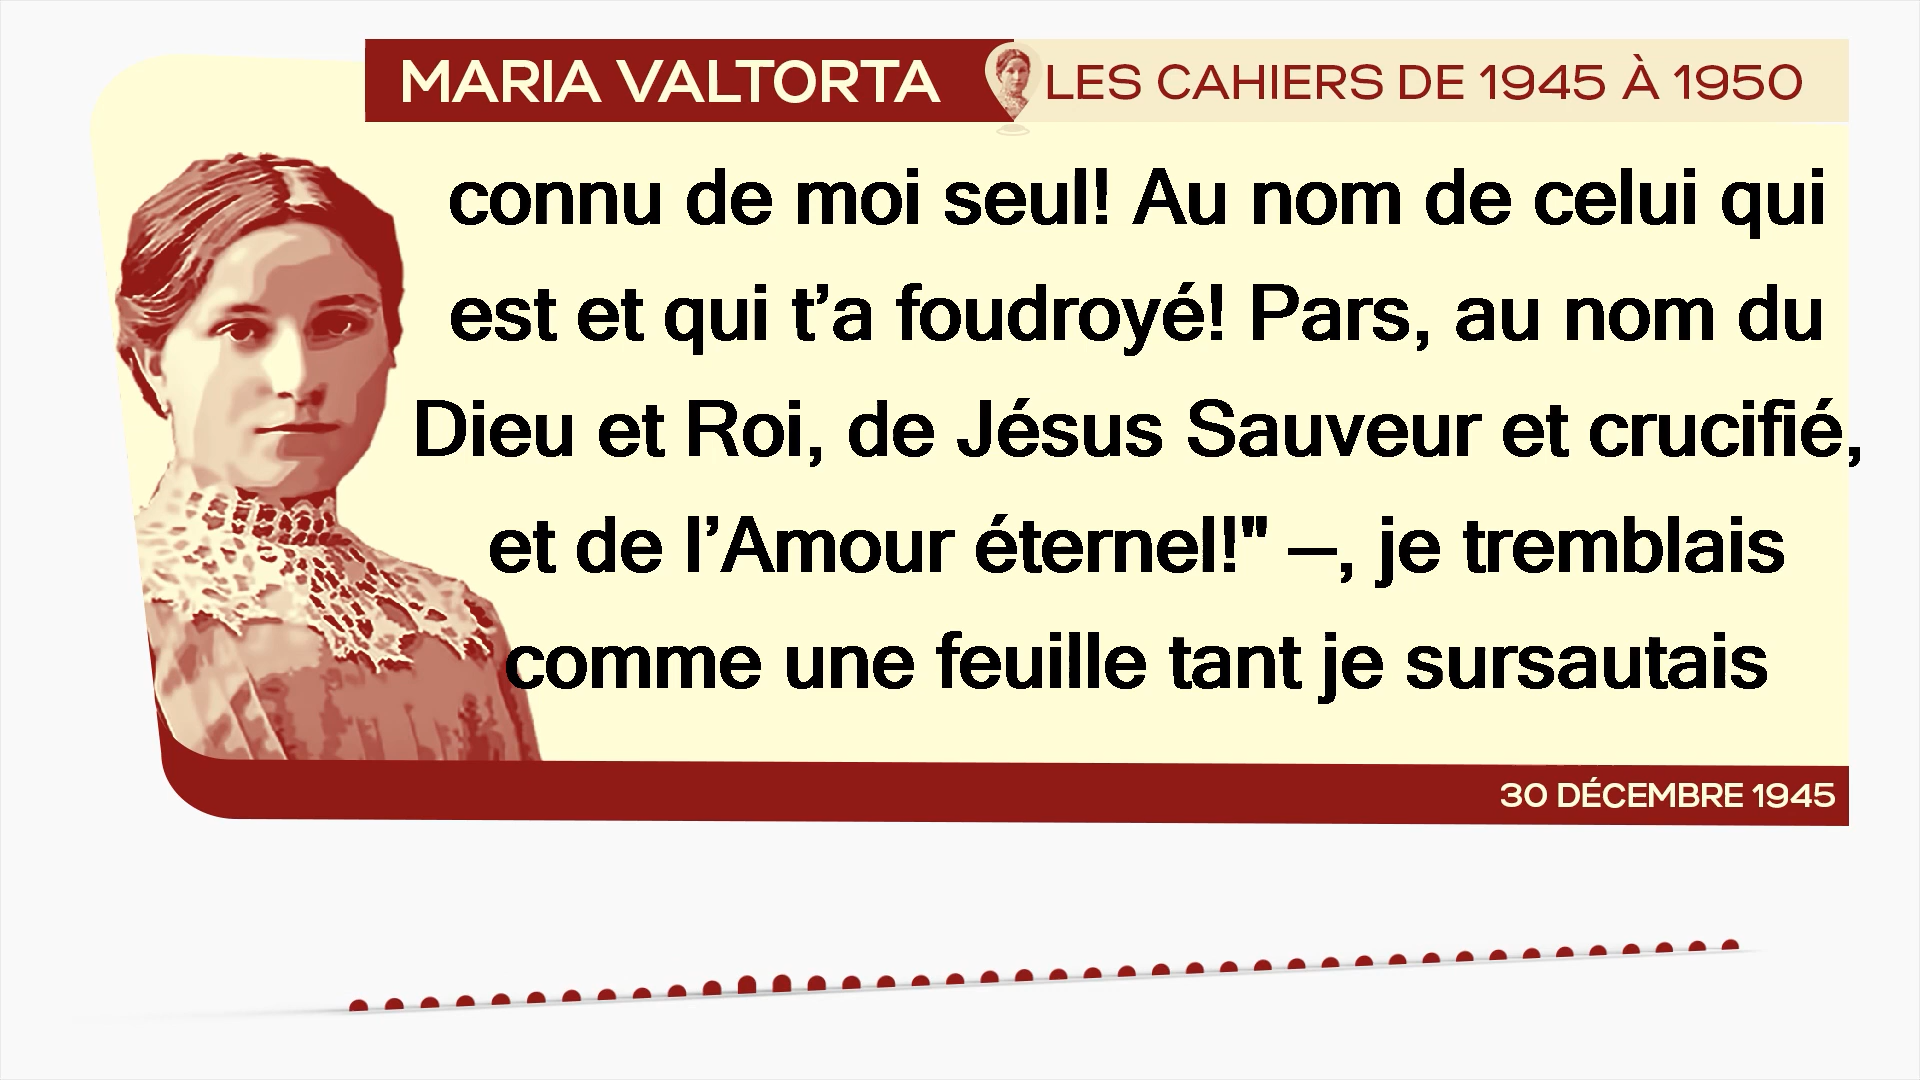 MARIA VALTORTA
LES CAHIERS DE 1945 À 1950
connu de moi seul! Au nom de celui qui
est et qui t’a foudroyé! Pars, au nom du
Dieu et Roi, de Jésus Sauveur et crucifié,
et de l’Amour éternel!" —, je tremblais
comme une feuille tant je sursautais
30 DÉCEMBRE 1945